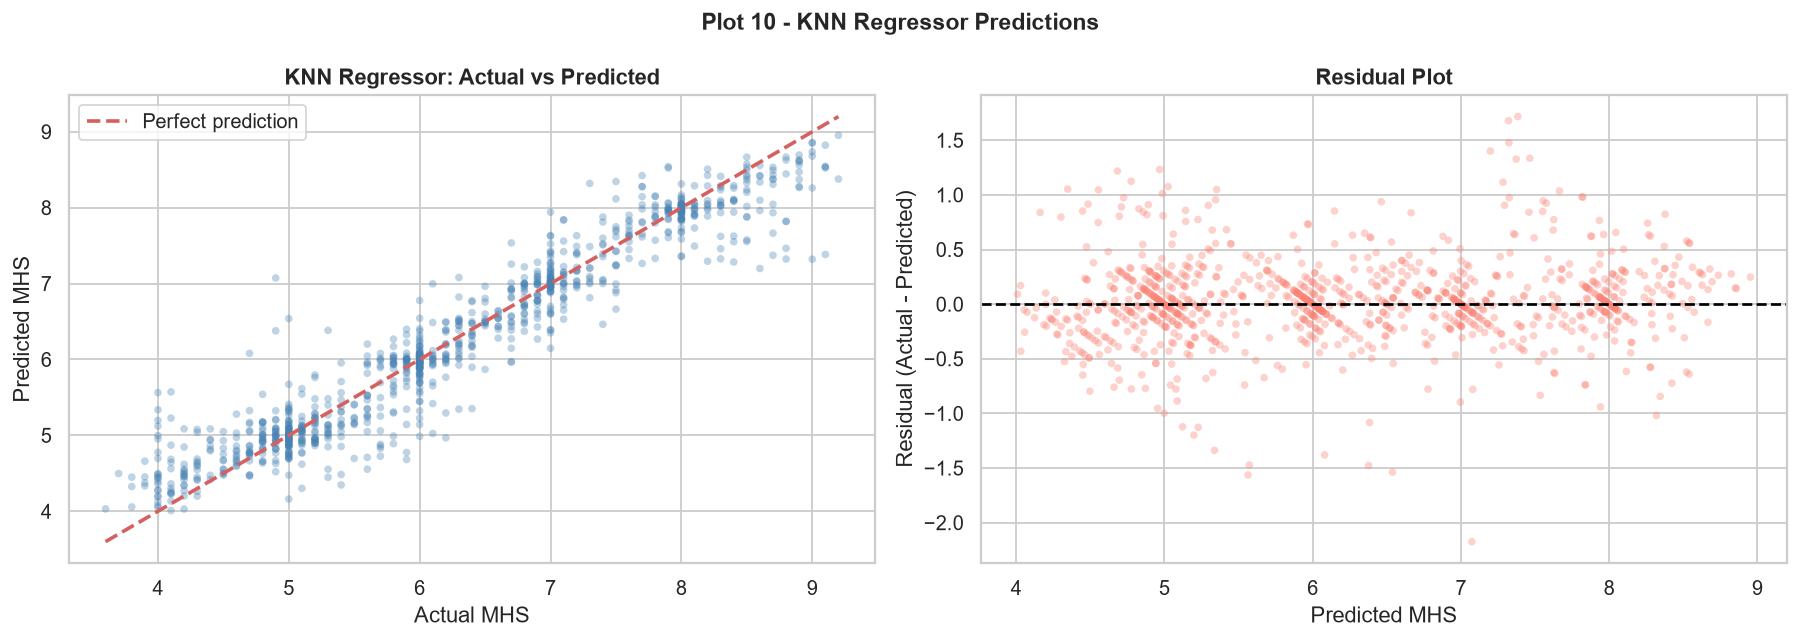 Plot 10 - KNN Regressor Predictions
KNN Regressor: Actual vs Predicted
Perfect prediction
9
8
7
6
5
4
Predicted MHS
4 5 6 7 8 9
Actual MHS
Residual Plot
1.5
1.0
0.5
0.0
−0.5
−1.0
−1.5
−2.0
Residual (Actual - Predicted)
4 5 6 7 8 9
Predicted MHS